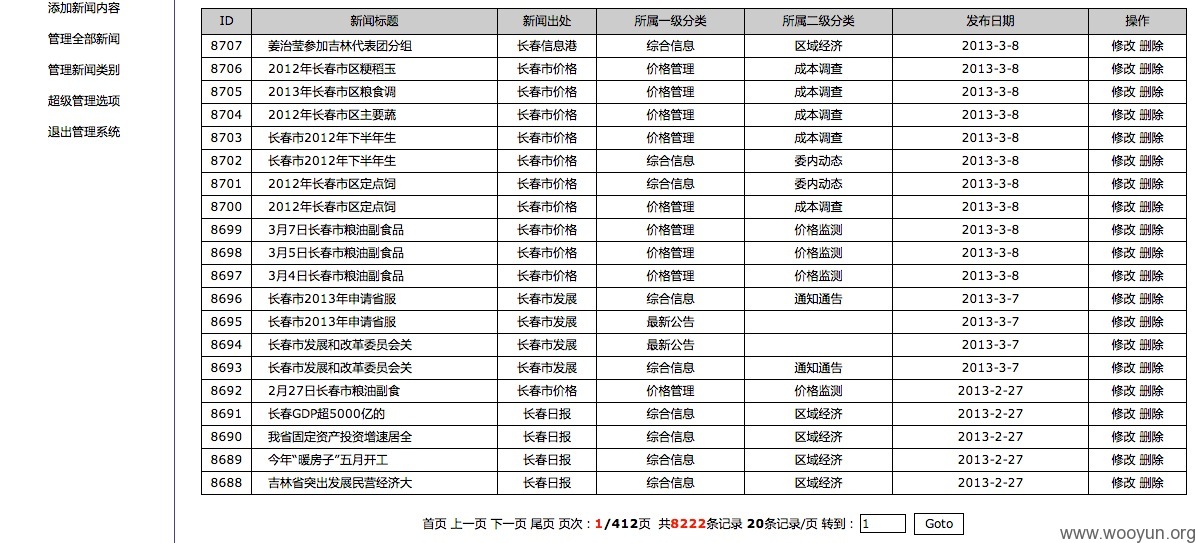 添加新闻内容
管理全部新闻
管理新闻类别
超级管理选项
退出管理系统
ID 新闻标题 新闻出处 所属一级分类 所属二级分类 发布日期 操作
8707 姜治莹参加吉林代表团分组 长春信息港 综合信息 区域经济 2013-3-8 修改 删除
8706 2012年长春市区粳稻玉 长春市价格 价格管理 成本调查 2013-3-8 修改 删除
8705 2013年长春市区粮食调 长春市价格 价格管理 成本调查 2013-3-8 修改 删除
8704 2012年长春市区主要蔬 长春市价格 价格管理 成本调查 2013-3-8 修改 删除
8703 长春市2012年下半年生 长春市价格 价格管理 成本调查 2013-3-8 修改 删除
8702 长春市2012年下半年生 长春市价格 综合信息 委内动态 2013-3-8 修改 删除
8701 2012年长春市区定点饲 长春市价格 综合信息 委内动态 2013-3-8 修改 删除
8700 2012年长春市区定点饲 长春市价格 价格管理 成本调查 2013-3-8 修改 删除
8699 3月7日长春市粮油副食品 长春市价格 价格管理 价格监测 2013-3-8 修改 删除
8698 3月5日长春市粮油副食品 长春市价格 价格管理 价格监测 2013-3-8 修改 删除
8697 3月4日长春市粮油副食品 长春市价格 价格管理 价格监测 2013-3-8 修改 删除
8696 长春市2013年申请省服 长春市发展 综合信息 通知通告 2013-3-7 修改 删除
8695 长春市2013年申请省服 长春市发展 最新公告 2013-3-7 修改 删除
8694 长春市发展和改革委员会关 长春市发展 最新公告 2013-3-7 修改 删除
8693 长春市发展和改革委员会关 长春市发展 综合信息 通知通告 2013-3-7 修改 删除
8692 2月27日长春市粮油副食 长春市价格 价格管理 价格监测 2013-2-27 修改 删除
8691 长春GDP超5000亿的 长春日报 综合信息 区域经济 2013-2-27 修改 删除
8690 我省固定资产投资增速居全 长春日报 综合信息 区域经济 2013-2-27 修改 删除
8689 今年“暖房子”五月开工 长春日报 综合信息 区域经济 2013-2-27 修改 删除
8688 吉林省突出发展民营经济大 长春日报 综合信息 区域经济 2013-2-27 修改 删除
首页 上一页 下一页 尾页 页次：1/412页 共8222条记录 20条记录/页 转到：1 Goto
www.wooyun.org